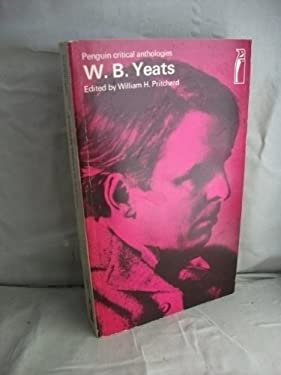 Penguin critical anthologies
W. B. Yeats
Edited by William H. Pritchard